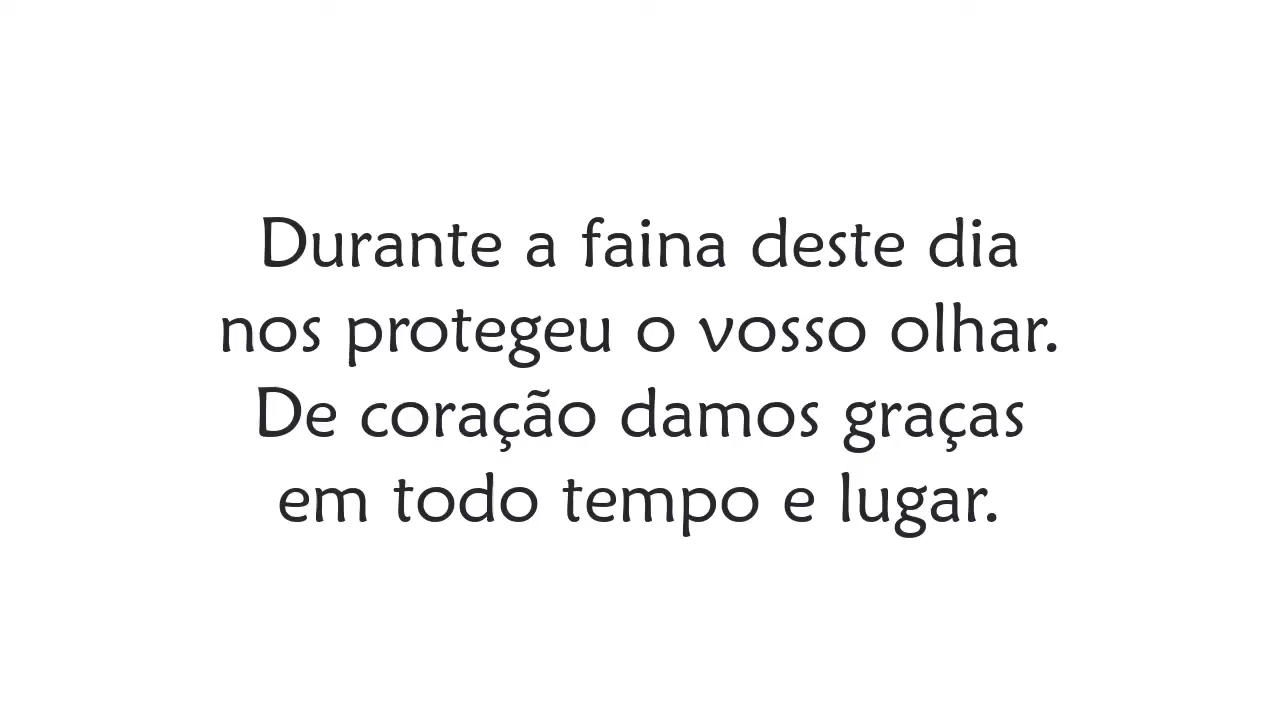 Durante a faina deste dia
nos protegeu o vosso olhar.
De coração damos graças
em todo tempo e lugar.